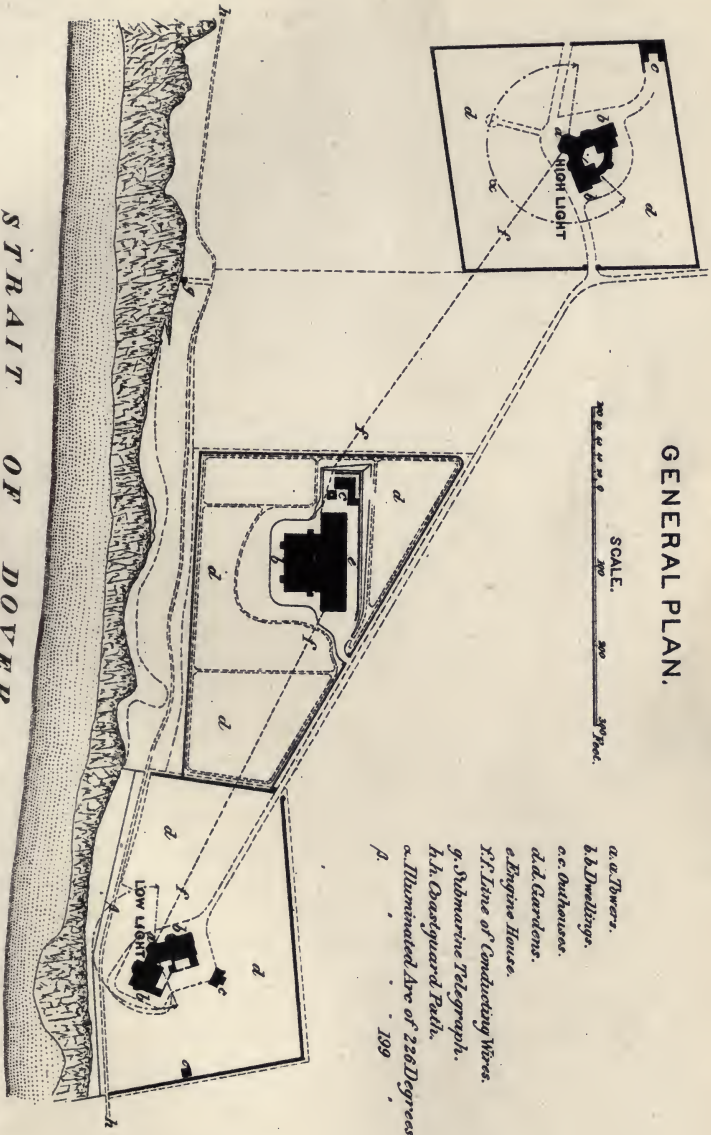 GENERAL PLAN.
SCALE.
100 200 300 Feet.
a.a. Towers.
b.b. Dwellings.
c.c. Outhouses.
d.d. Gardens.
e. Engine House.
f.f. Line of Conducting Wires.
g. Submarine Telegraph.
h.h. Coastguard Path.
α. Illuminated Arc of 226 Degrees
β. " " " 199 "
HIGH LIGHT
a
b
b
c
d
d
α
f
f
f
f
g
h
c
e
b
d
d
d
LOW LIGHT
a
b
b
c
d
d
β
h
STRAIT OF DOVER